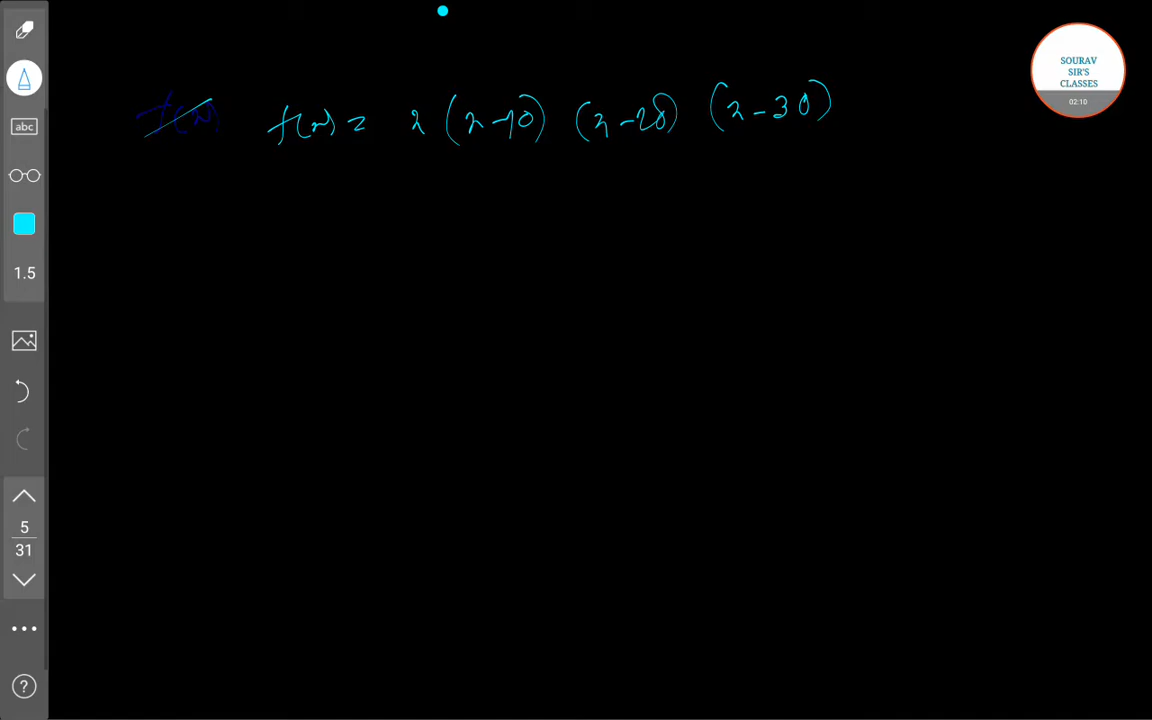 f(x)
f(x) = x (x-10) (x-20) (x-30)
SOURAV
SIR'S
CLASSES
02:10
abc
1.5
5
31
?